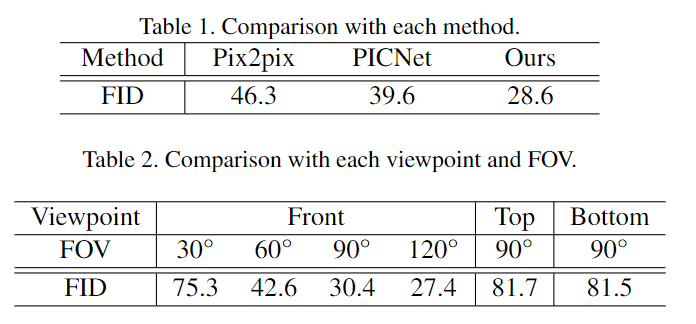 Table 1. Comparison with each method.
Method Pix2pix PICNet Ours
FID 46.3 39.6 28.6
Table 2. Comparison with each viewpoint and FOV.
Viewpoint Front Top Bottom
FOV 30° 60° 90° 120° 90° 90°
FID 75.3 42.6 30.4 27.4 81.7 81.5